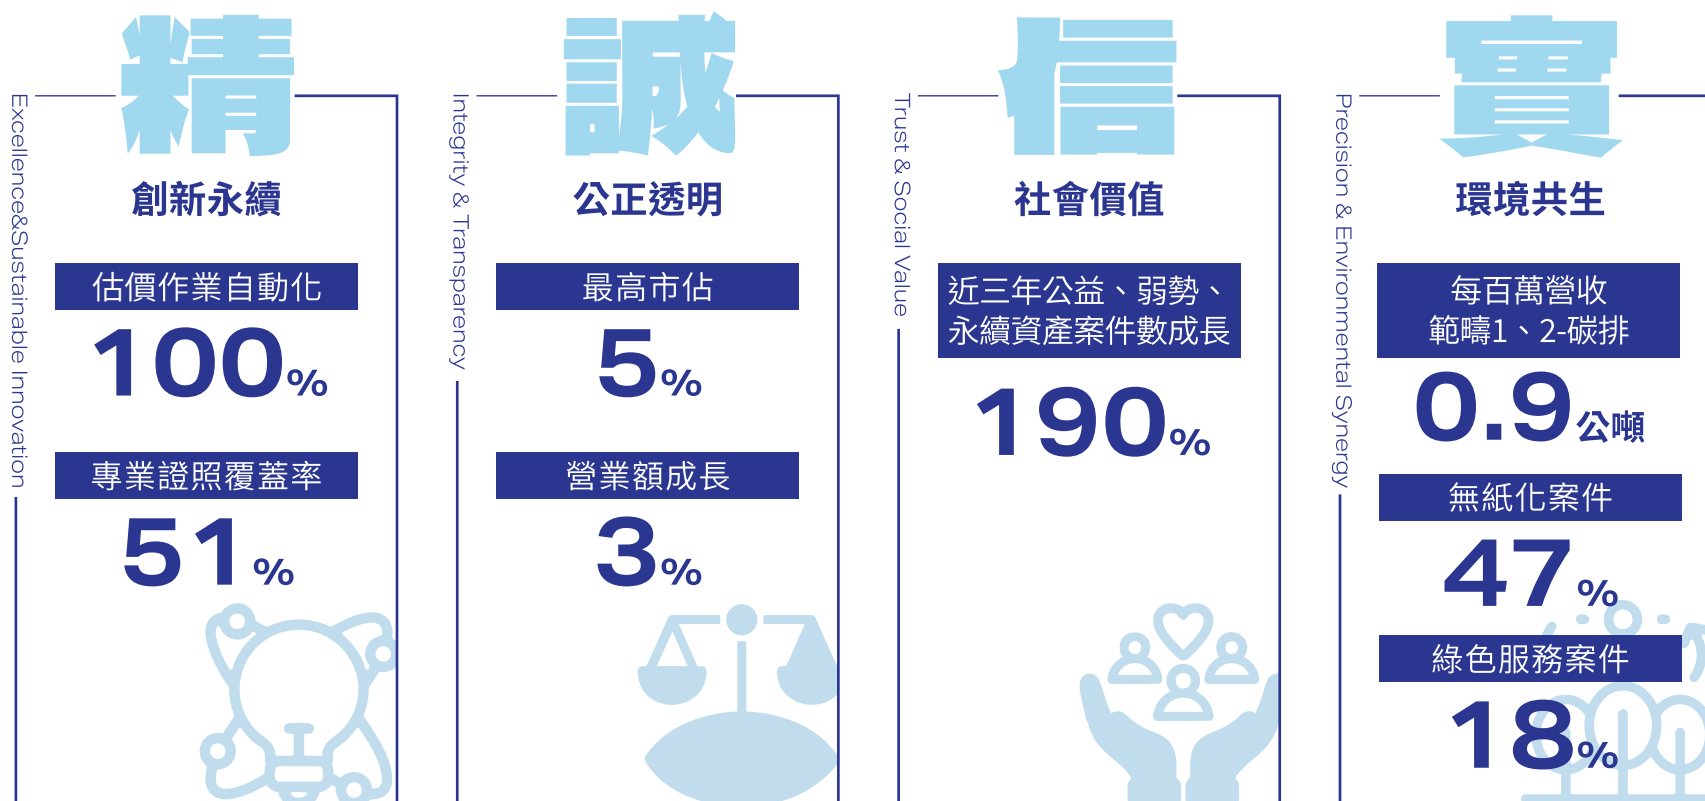 精
Excellence&Sustainable Innovation
創新永續
估價作業自動化
100%
專業證照覆蓋率
51%
誠
Integrity & Transparency
公正透明
最高市佔
5%
營業額成長
3%
信
Trust & Social Value
社會價值
近三年公益、弱勢、
永續資產案件數成長
190%
實
Precision & Environmental Synergy
環境共生
每百萬營收
範疇1、2-碳排
0.9公噸
無紙化案件
47%
綠色服務案件
18%